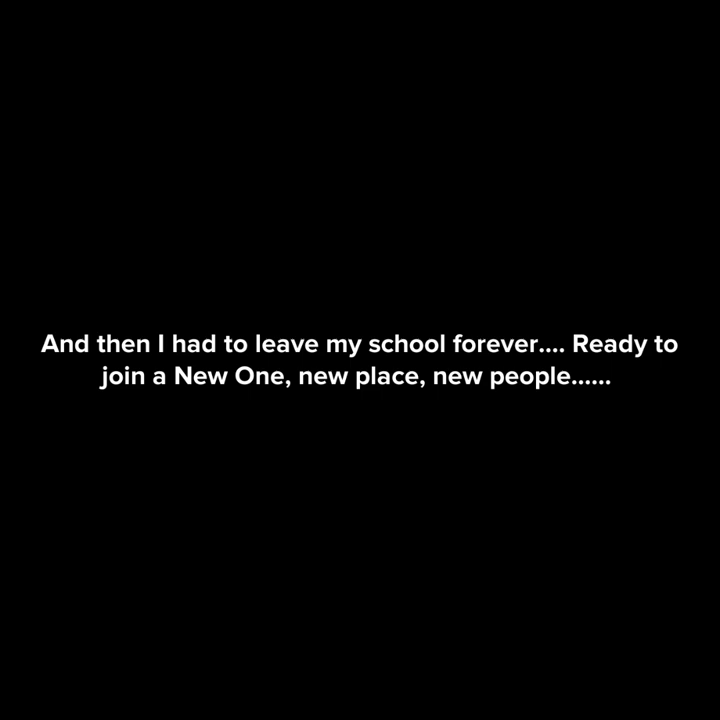 And then I had to leave my school forever.... Ready to
join a New One, new place, new people......